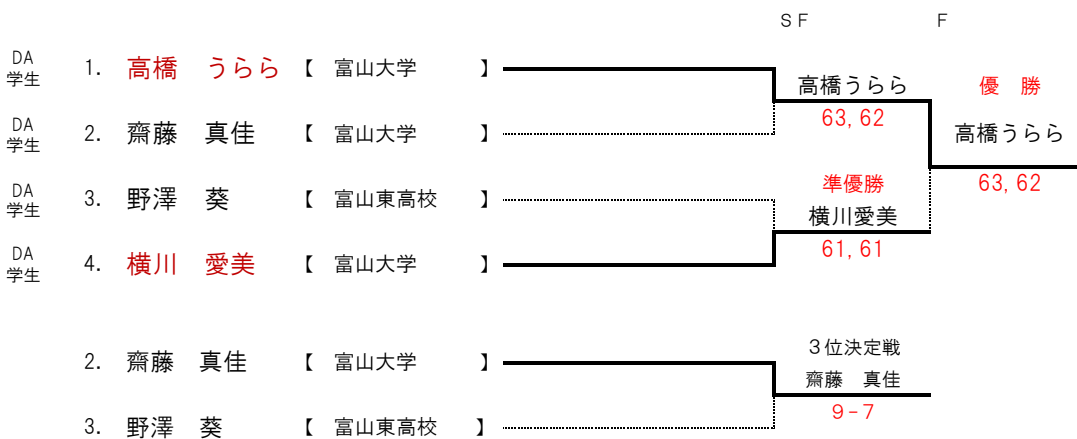 ＳＦ Ｆ
DA
学生 1. 高橋　うらら 【 富山大学 】
高橋うらら 優　勝
63,62
DA
学生 2. 齋藤　真佳 【 富山大学 】
高橋うらら
63,62
DA
学生 3. 野澤　葵 【 富山東高校 】
準優勝
横川愛美
61,61
DA
学生 4. 横川　愛美 【 富山大学 】
３位決定戦
2. 齋藤　真佳 【 富山大学 】
齋藤　真佳
9-7
3. 野澤　葵 【 富山東高校 】